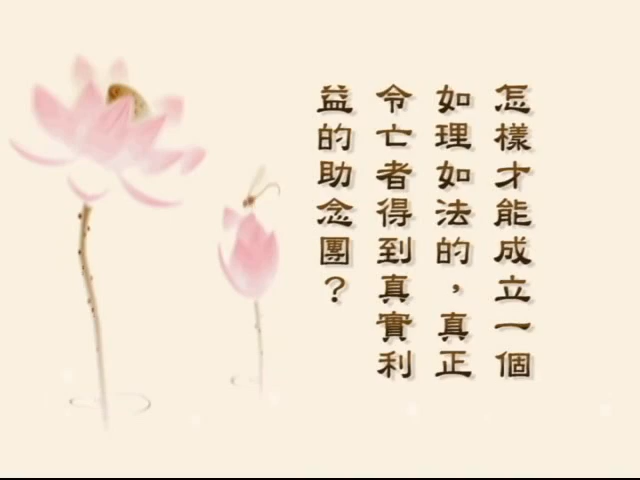 怎樣才能成立一個
如理如法的，真正
令亡者得到真實利
益的助念團？